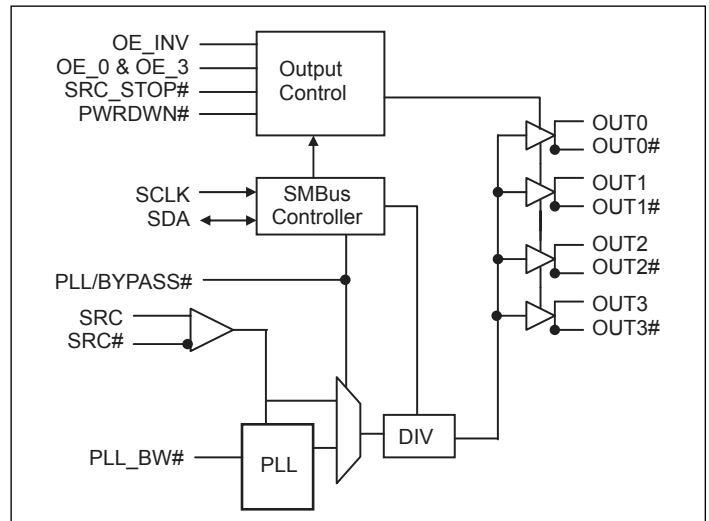 OE_INV
OE_0 & OE_3
SRC_STOP#
PWRDWN#
Output
Control
OUT0
OUT0#
OUT1
OUT1#
OUT2
OUT2#
OUT3
OUT3#
SCLK
SDA
SMBus
Controller
PLL/BYPASS#
SRC
SRC#
PLL_BW#
PLL
DIV